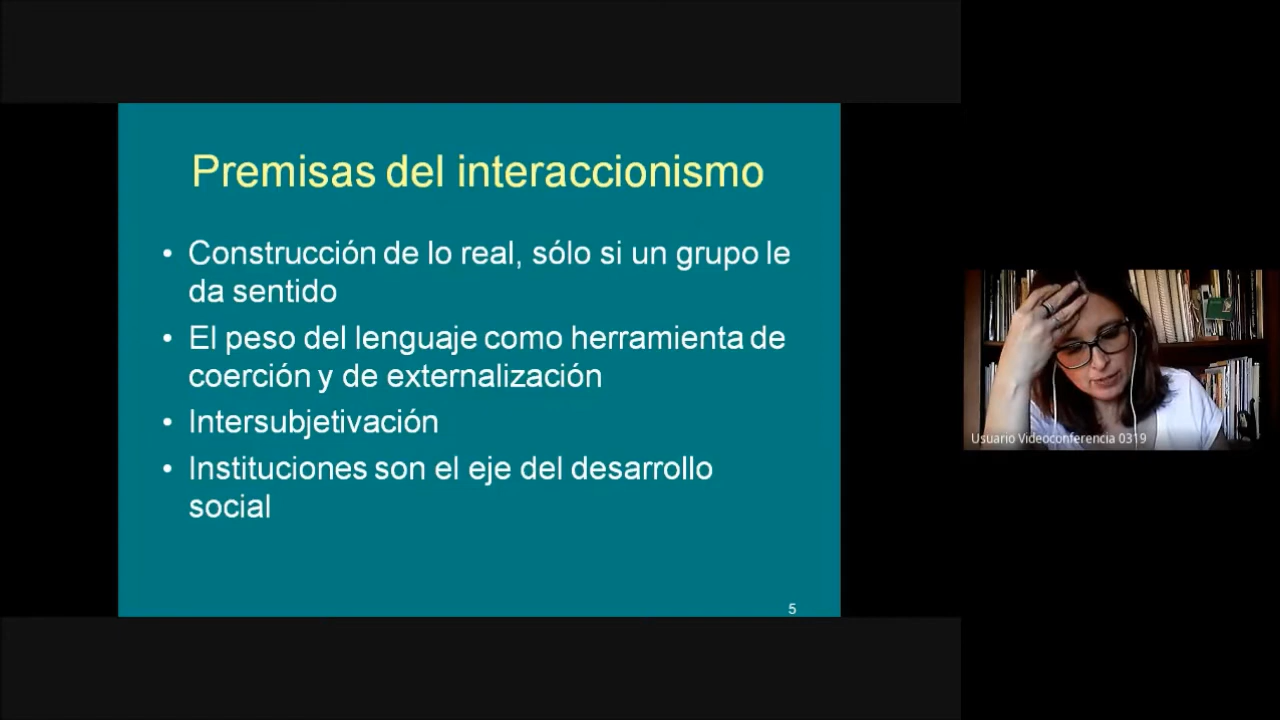 Premisas del interaccionismo
• Construcción de lo real, sólo si un grupo le
da sentido
• El peso del lenguaje como herramienta de
coerción y de externalización
• Intersubjetivación
• Instituciones son el eje del desarrollo
social
5
Usuario Videoconferencia 0319